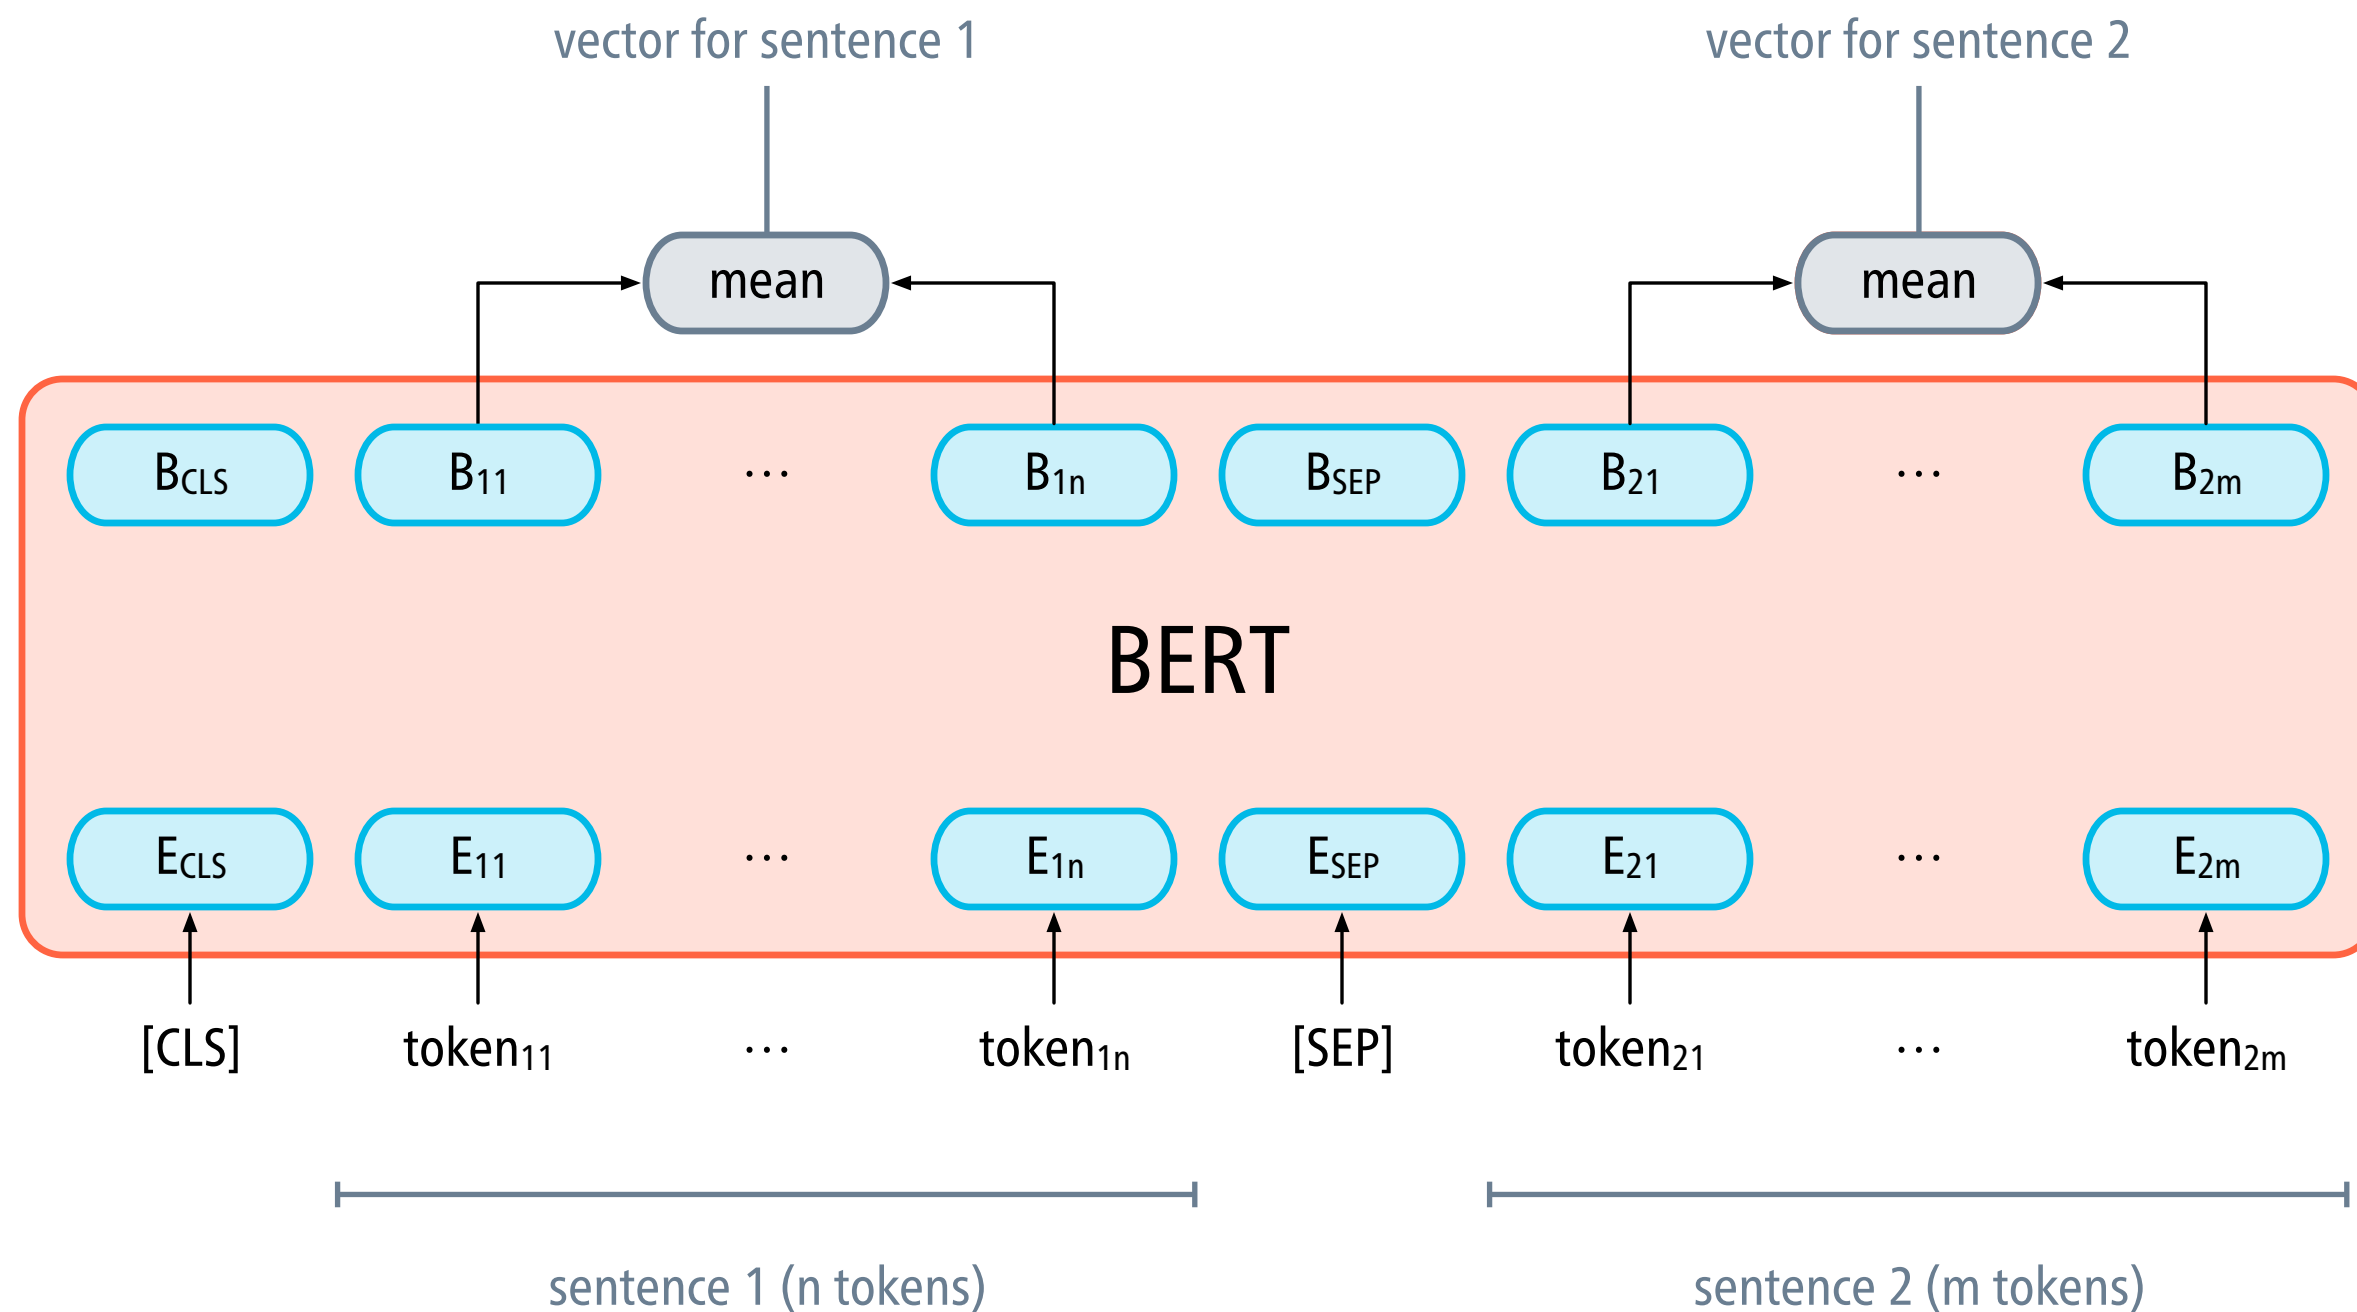 vector for sentence 1 vector for sentence 2
mean mean
BCLS B11 ... B1n BSEP B21 ... B2m
BERT
ECLS E11 ... E1n ESEP E21 ... E2m
[CLS] token11 ... token1n [SEP] token21 ... token2m
sentence 1 (n tokens) sentence 2 (m tokens)